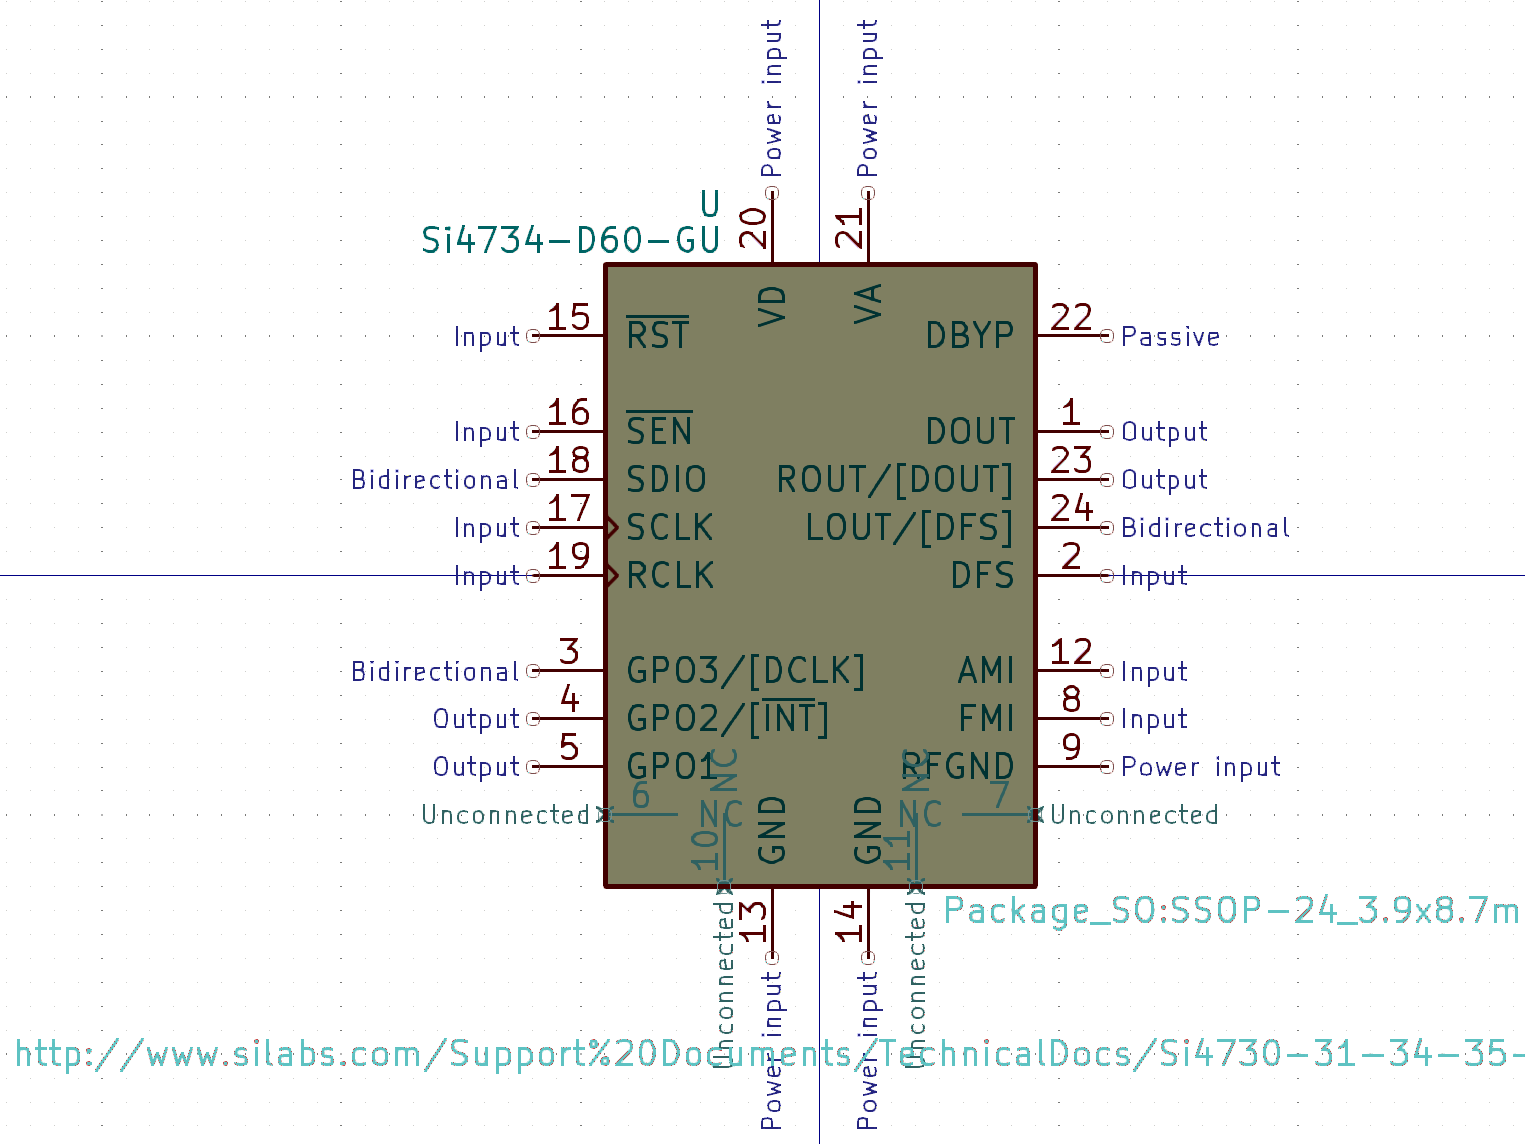 Power input
Power input
U
Si4734-D60-GU
20
21
VD
VA
Input 15 RST
DBYP 22 Passive
Input 16 SEN
DOUT 1 Output
Bidirectional 18 SDIO
ROUT/[DOUT] 23 Output
Input 17 SCLK
LOUT/[DFS] 24 Bidirectional
Input 19 RCLK
DFS 2 Input
Bidirectional 3 GPO3/[DCLK]
AMI 12 Input
Output 4 GPO2/[INT]
FMI 8 Input
Output 5 GPO1
RFGND 9 Power input
Unconnected 6 NC
NC 7 Unconnected
NC 10 Unconnected
GND 13 Power input
GND 14 Power input
NC 11 Unconnected
Package_SO:SSOP-24_3.9x8.7m
http://www.silabs.com/Support%20Documents/TechnicalDocs/Si4730-31-34-35-